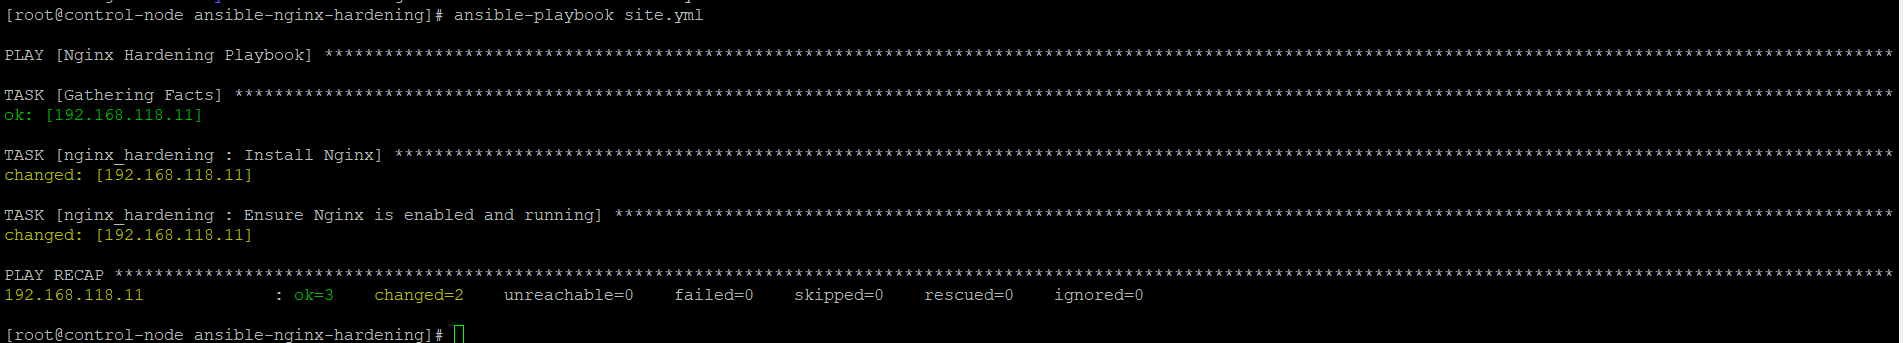 [root@control-node ansible-nginx-hardening]# ansible-playbook site.yml
PLAY [Nginx Hardening Playbook] *************************************************************************************************************************************************************
TASK [Gathering Facts] **********************************************************************************************************************************************************************
ok: [192.168.118.11]
TASK [nginx_hardening : Install Nginx] ******************************************************************************************************************************************************
changed: [192.168.118.11]
TASK [nginx_hardening : Ensure Nginx is enabled and running] ********************************************************************************************************************************
changed: [192.168.118.11]
PLAY RECAP **********************************************************************************************************************************************************************************
192.168.118.11             : ok=3    changed=2    unreachable=0    failed=0    skipped=0    rescued=0    ignored=0
[root@control-node ansible-nginx-hardening]#